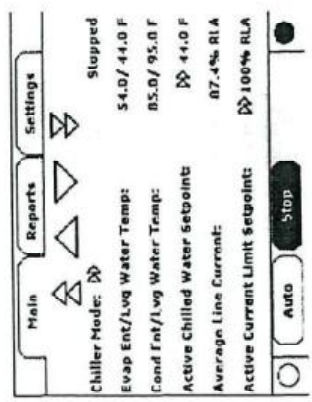 Main Reports Settings
Chiller Mode: Stopped
Evap Ent/Lvg Water Temp: 54.0/ 44.0 F
Cond Ent/Lvg Water Temp: 85.0/ 95.0 F
Active Chilled Water Setpoint: 44.0 F
Average Line Current: 87.4% RLA
Active Current Limit Setpoint: 100% RLA
Auto Stop